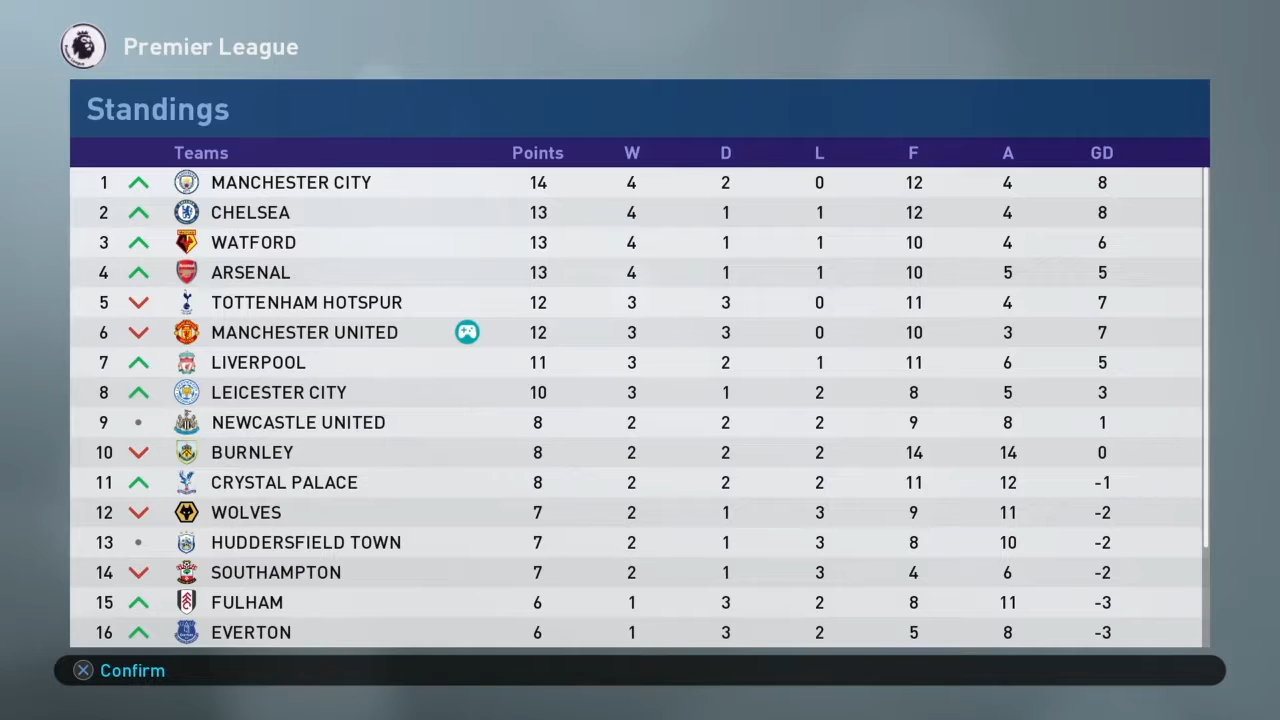 Premier League
Standings
Teams Points W D L F A GD
1 MANCHESTER CITY 14 4 2 0 12 4 8
2 CHELSEA 13 4 1 1 12 4 8
3 WATFORD 13 4 1 1 10 4 6
4 ARSENAL 13 4 1 1 10 5 5
5 TOTTENHAM HOTSPUR 12 3 3 0 11 4 7
6 MANCHESTER UNITED 12 3 3 0 10 3 7
7 LIVERPOOL 11 3 2 1 11 6 5
8 LEICESTER CITY 10 3 1 2 8 5 3
9 NEWCASTLE UNITED 8 2 2 2 9 8 1
10 BURNLEY 8 2 2 2 14 14 0
11 CRYSTAL PALACE 8 2 2 2 11 12 -1
12 WOLVES 7 2 1 3 9 11 -2
13 HUDDERSFIELD TOWN 7 2 1 3 8 10 -2
14 SOUTHAMPTON 7 2 1 3 4 6 -2
15 FULHAM 6 1 3 2 8 11 -3
16 EVERTON 6 1 3 2 5 8 -3
Confirm